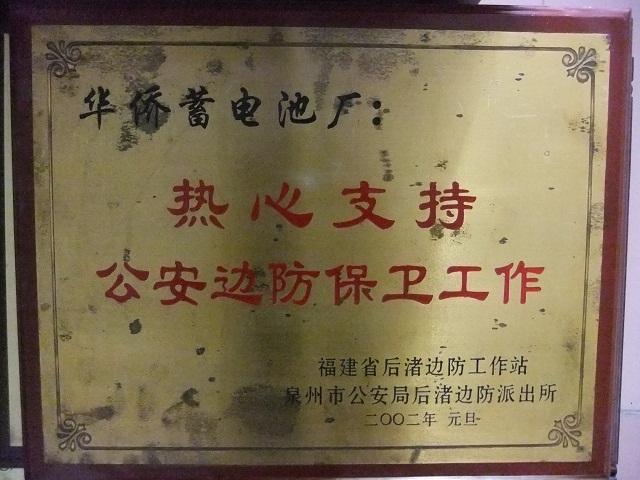 华侨蓄电池厂：
热心支持
公安边防保卫工作
福建省后渚边防工作站
泉州市公安局后渚边防派出所
二〇〇二年 元旦